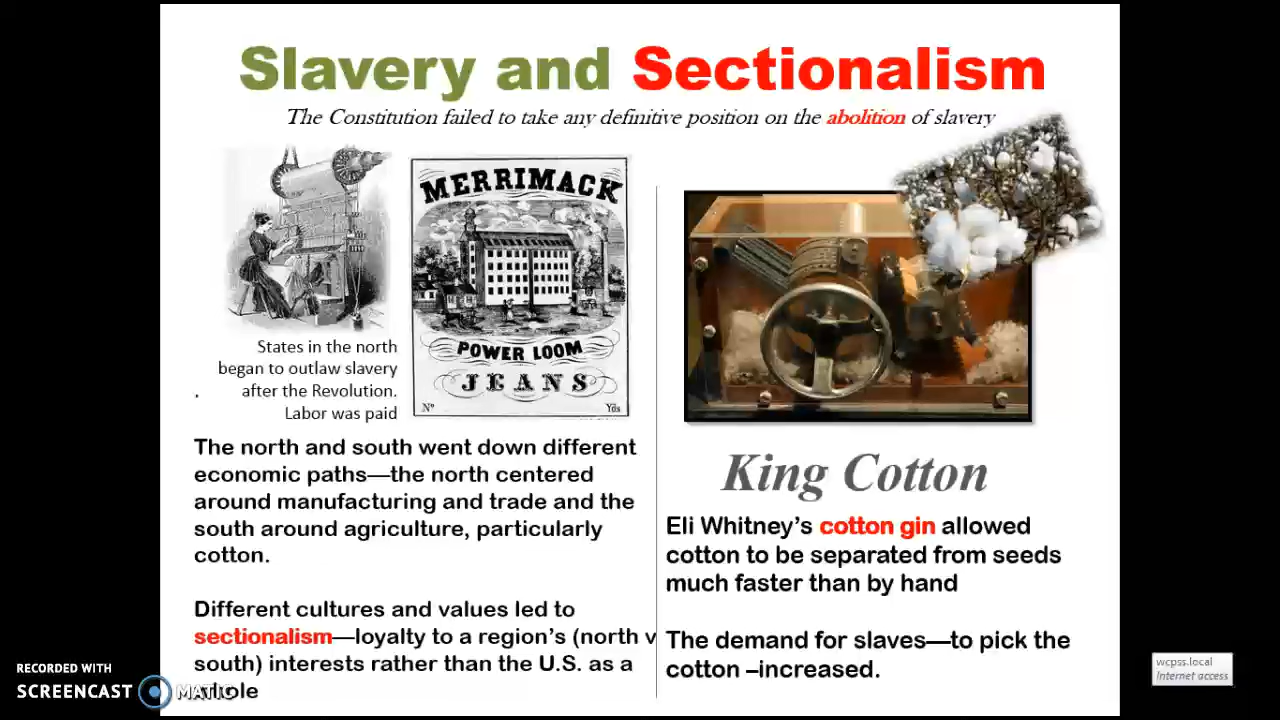 Slavery and Sectionalism
The Constitution failed to take any definitive position on the abolition of slavery
MERRIMACK
POWER LOOM
JEANS
Nº
Yds
States in the north
began to outlaw slavery
after the Revolution.
Labor was paid
.
The north and south went down different
economic paths—the north centered
around manufacturing and trade and the
south around agriculture, particularly
cotton.
Different cultures and values led to
sectionalism—loyalty to a region's (north v
south) interests rather than the U.S. as a
whole
King Cotton
Eli Whitney's cotton gin allowed
cotton to be separated from seeds
much faster than by hand
The demand for slaves—to pick the
cotton –increased.
RECORDED WITH
SCREENCAST MATIC
wcpss.local
Internet access